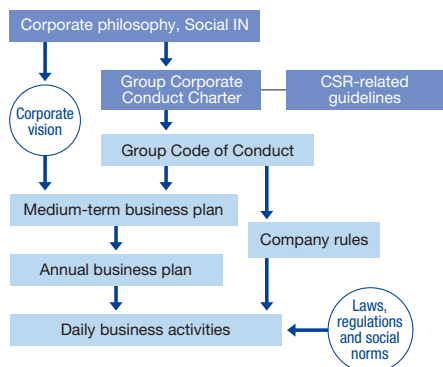 Corporate philosophy, Social IN
Group Corporate
Conduct Charter
CSR-related
guidelines
Corporate
vision
Group Code of Conduct
Medium-term business plan
Company rules
Annual business plan
Daily business activities
Laws,
regulations
and social
norms